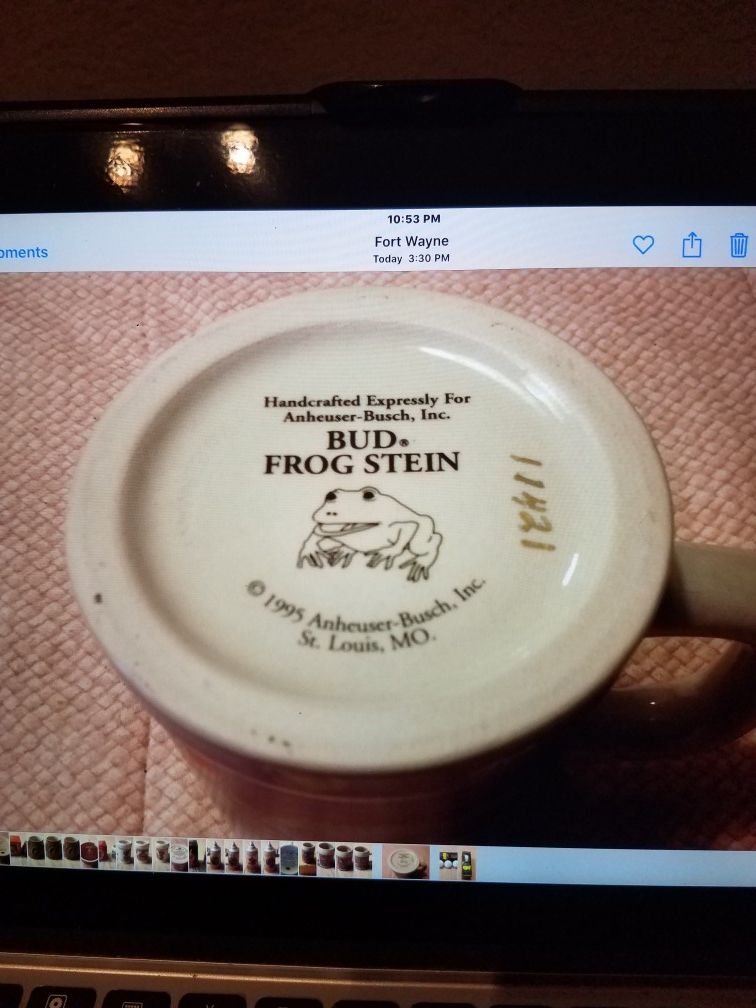 10:53 PM
Fort Wayne
Today 3:30 PM
Handcrafted Expressly For
Anheuser-Busch, Inc.
BUD®
FROG STEIN
11421
© 1995 Anheuser-Busch, Inc.
St. Louis, MO.